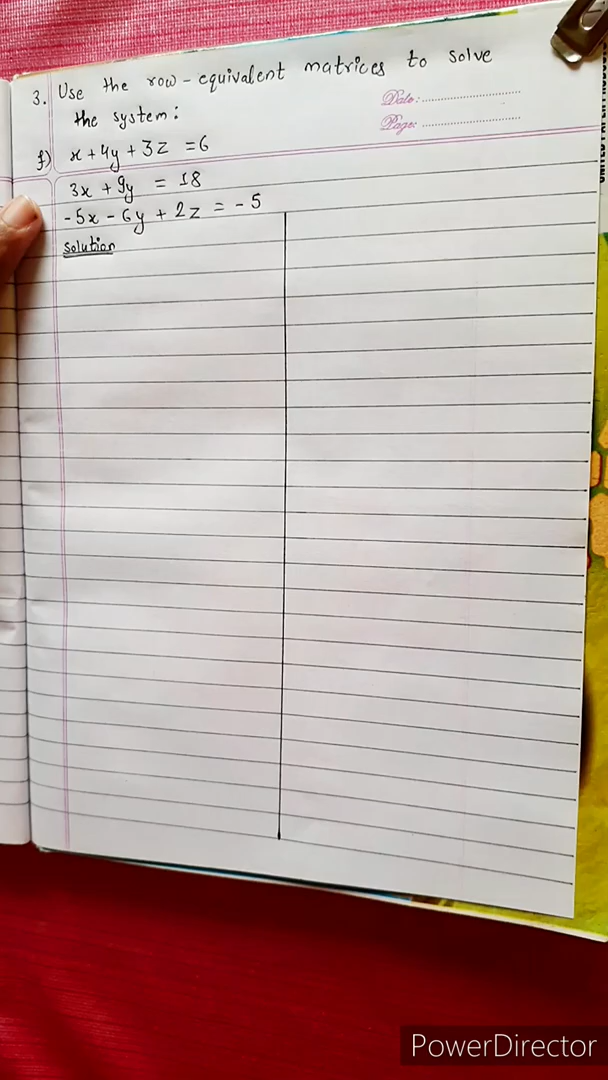 3. Use the row-equivalent matrices to solve
the system:
Date:
Page:
f) x + 4y + 3z = 6
3x + 9y = 18
-5x - 6y + 2z = -5
Solution
PowerDirector